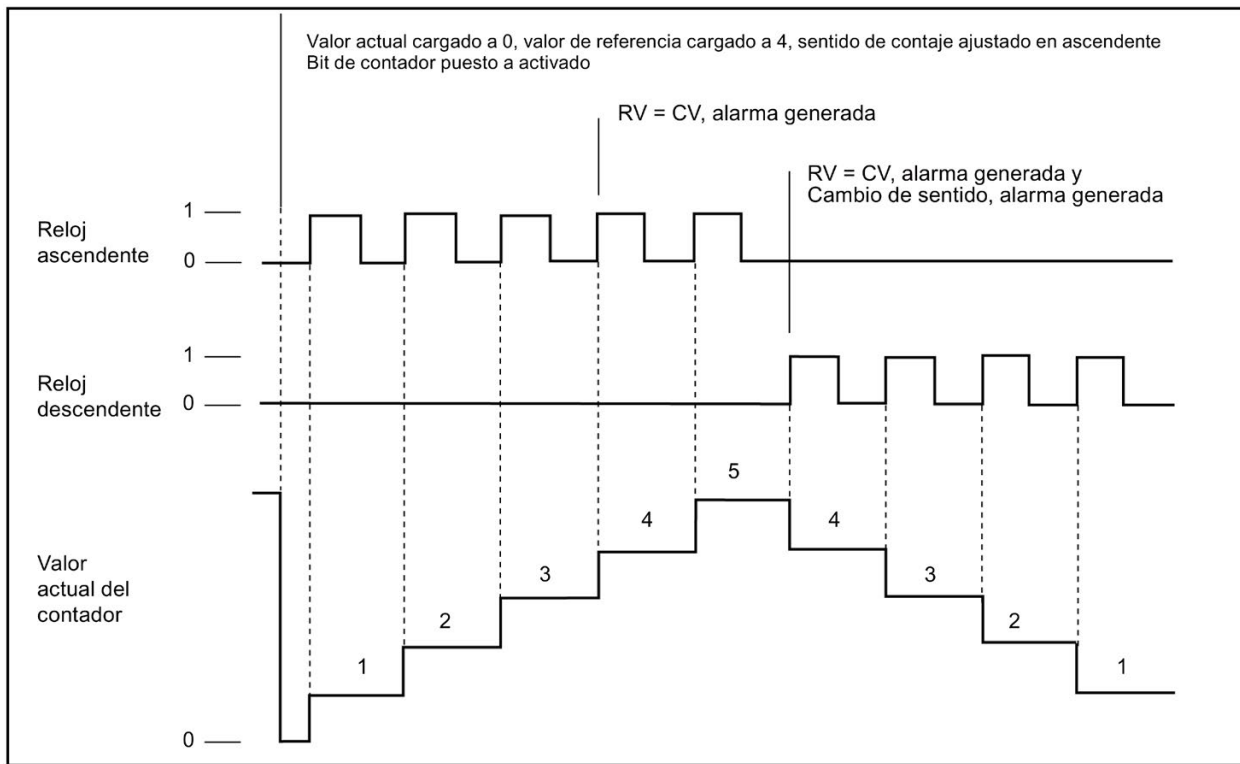 Valor actual cargado a 0, valor de referencia cargado a 4, sentido de contaje ajustado en ascendente
Bit de contador puesto a activado
RV = CV, alarma generada
RV = CV, alarma generada y
Cambio de sentido, alarma generada
Reloj
ascendente
1
0
Reloj
descendente
1
0
Valor
actual del
contador
0
1
2
3
4
5
4
3
2
1